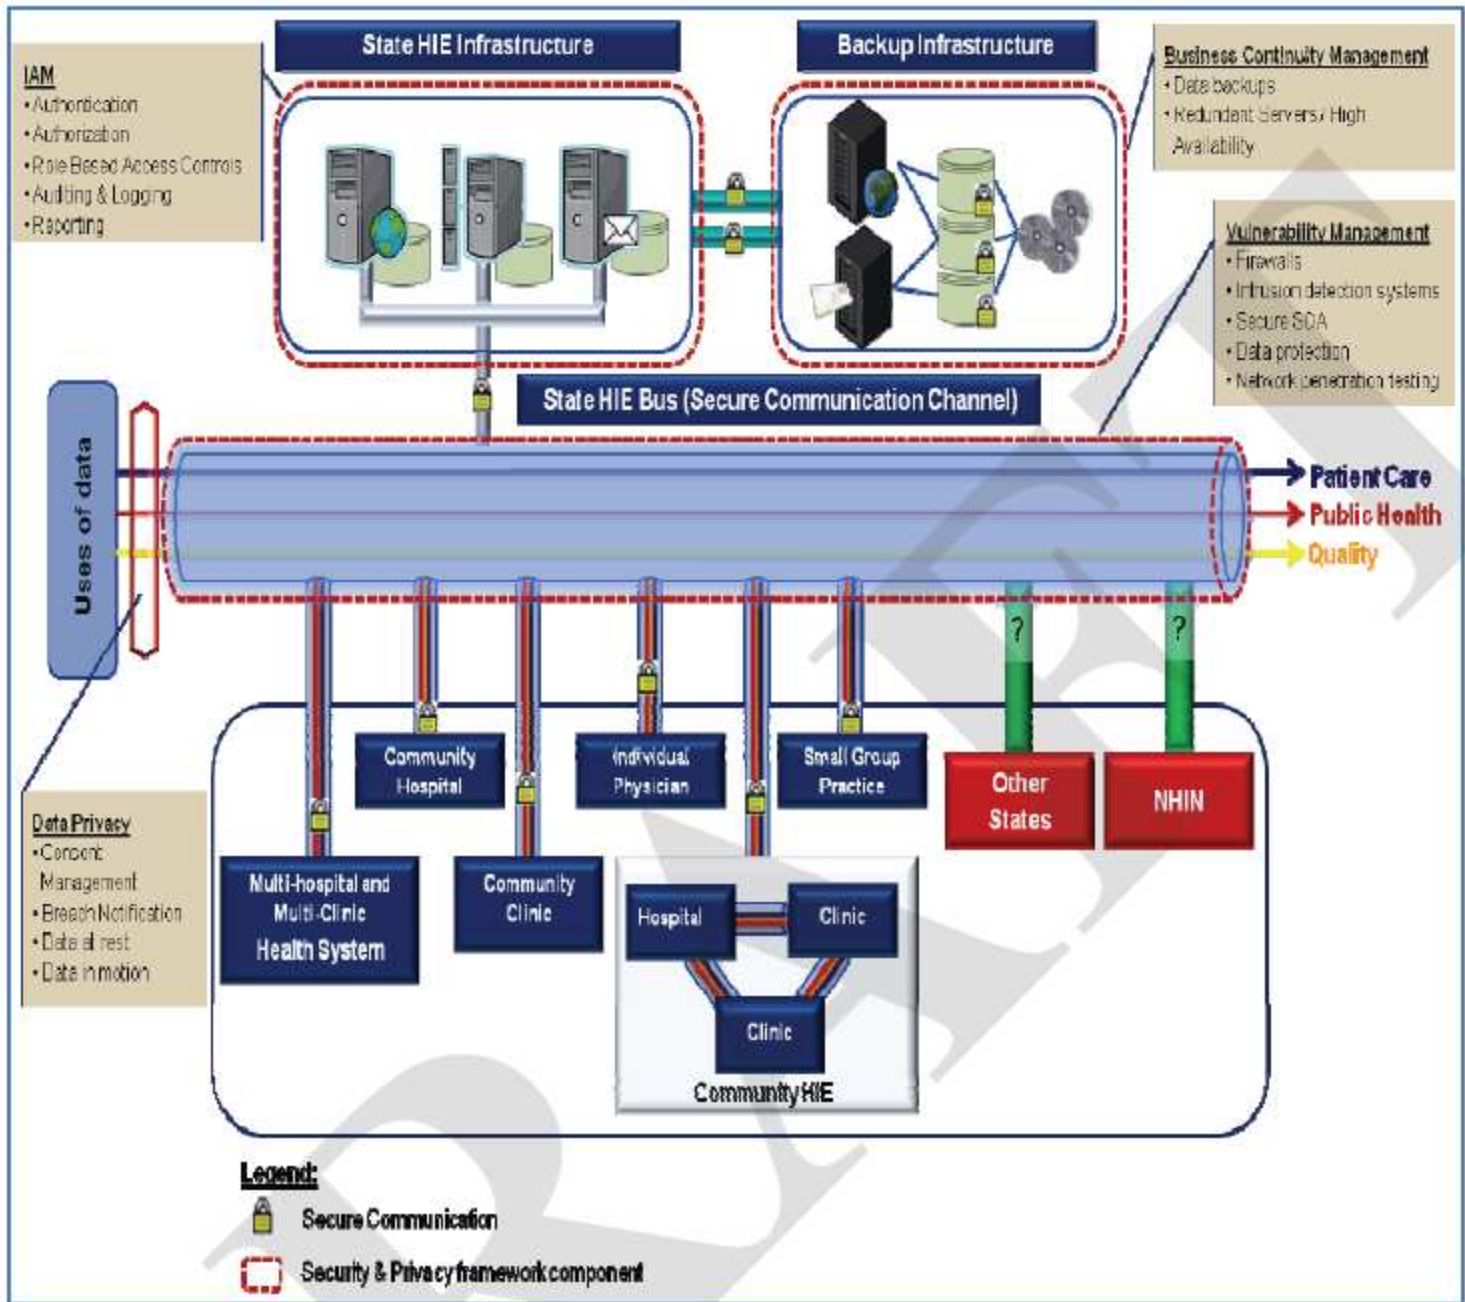 State HIE Infrastructure
Backup Infrastructure
IAM
• Authentication
• Authorization
• Role Based Access Controls
• Auditing & Logging
• Reporting
Business Continuity Management
• Data backups
• Redundant Servers / High
Availability
Vulnerability Management
• Firewalls
• Intrusion detection systems
• Secure SOA
• Data protection
• Network penetration testing
State HIE Bus (Secure Communication Channel)
Uses of data
Patient Care
Public Health
Quality
?
?
Community
Hospital
Individual
Physician
Small Group
Practice
Other
States
NHIN
Data Privacy
• Consent
Management
• Breach Notification
• Data at rest
• Data in motion
Multi-hospital and
Multi-Clinic
Health System
Community
Clinic
Hospital
Clinic
Clinic
Community HIE
Legend:
Secure Communication
Security & Privacy framework component
DRAFT